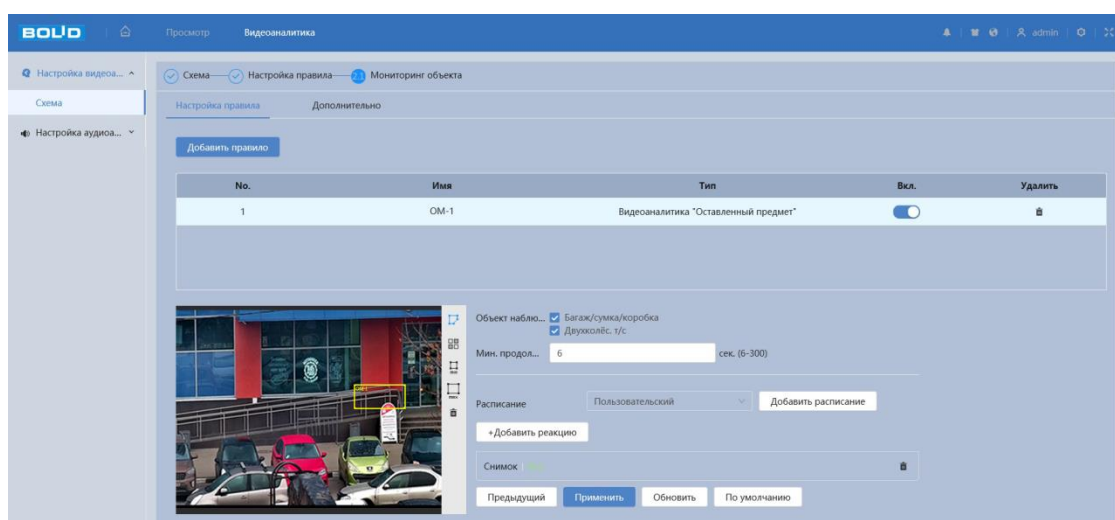 BOLID Просмотр Видеоаналитика admin
Настройка видеоа...
Схема
Настройка аудиоа...
Схема Настройка правила Мониторинг объекта
Настройка правила Дополнительно
Добавить правило
No. Имя Тип Вкл. Удалить
1 OM-1 Видеоаналитика "Оставленный предмет"
Объект наблю... Багаж/сумка/коробка
Двухколёс. т/с
Мин. продол... 6 сек. (6-300)
Расписание Пользовательский Добавить расписание
+Добавить реакцию
Снимок
Предыдущий Применить Обновить По умолчанию